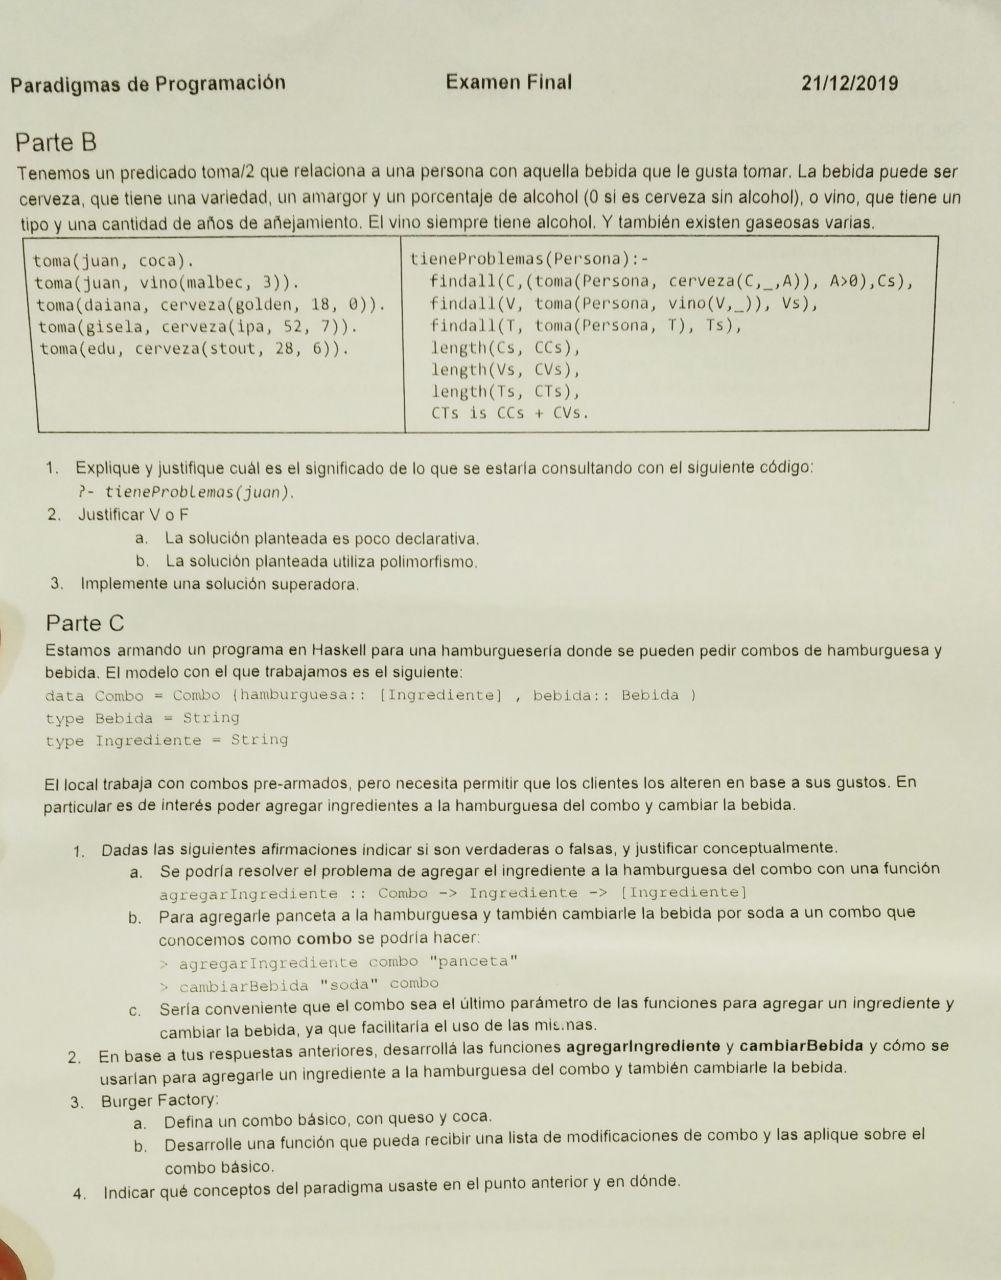 Paradigmas de Programación Examen Final 21/12/2019
Parte B
Tenemos un predicado toma/2 que relaciona a una persona con aquella bebida que le gusta tomar. La bebida puede ser
cerveza, que tiene una variedad, un amargor y un porcentaje de alcohol (0 si es cerveza sin alcohol), o vino, que tiene un
tipo y una cantidad de años de añejamiento. El vino siempre tiene alcohol. Y también existen gaseosas varias.
toma(juan, coca).
toma(juan, vino(malbec, 3)).
toma(daiana, cerveza(golden, 18, 0)).
toma(gisela, cerveza(ipa, 52, 7)).
toma(edu, cerveza(stout, 28, 6)).
tieneProblemas(Persona):-
findall(C,(toma(Persona, cerveza(C,_,A)), A>0),Cs),
findall(V, toma(Persona, vino(V,_)), Vs),
findall(T, toma(Persona, T), Ts),
length(Cs, CCs),
length(Vs, CVs),
length(Ts, CTs),
CTs is CCs + CVs.
1. Explique y justifique cuál es el significado de lo que se estaría consultando con el siguiente código:
?- tieneProblemas(juan).
2. Justificar V o F
a. La solución planteada es poco declarativa.
b. La solución planteada utiliza polimorfismo.
3. Implemente una solución superadora.
Parte C
Estamos armando un programa en Haskell para una hamburguesería donde se pueden pedir combos de hamburguesa y
bebida. El modelo con el que trabajamos es el siguiente:
data Combo = Combo {hamburguesa:: [Ingrediente] , bebida:: Bebida }
type Bebida = String
type Ingrediente = String
El local trabaja con combos pre-armados, pero necesita permitir que los clientes los alteren en base a sus gustos. En
particular es de interés poder agregar ingredientes a la hamburguesa del combo y cambiar la bebida.
1. Dadas las siguientes afirmaciones indicar si son verdaderas o falsas, y justificar conceptualmente.
a. Se podría resolver el problema de agregar el ingrediente a la hamburguesa del combo con una función
agregarIngrediente :: Combo -> Ingrediente -> [Ingrediente]
b. Para agregarle panceta a la hamburguesa y también cambiarle la bebida por soda a un combo que
conocemos como combo se podría hacer:
> agregarIngrediente combo "panceta"
> cambiarBebida "soda" combo
c. Sería conveniente que el combo sea el último parámetro de las funciones para agregar un ingrediente y
cambiar la bebida, ya que facilitaría el uso de las mismas.
2. En base a tus respuestas anteriores, desarrollá las funciones agregarIngrediente y cambiarBebida y cómo se
usarían para agregarle un ingrediente a la hamburguesa del combo y también cambiarle la bebida.
3. Burger Factory:
a. Defina un combo básico, con queso y coca.
b. Desarrolle una función que pueda recibir una lista de modificaciones de combo y las aplique sobre el
combo básico.
4. Indicar qué conceptos del paradigma usaste en el punto anterior y en dónde.